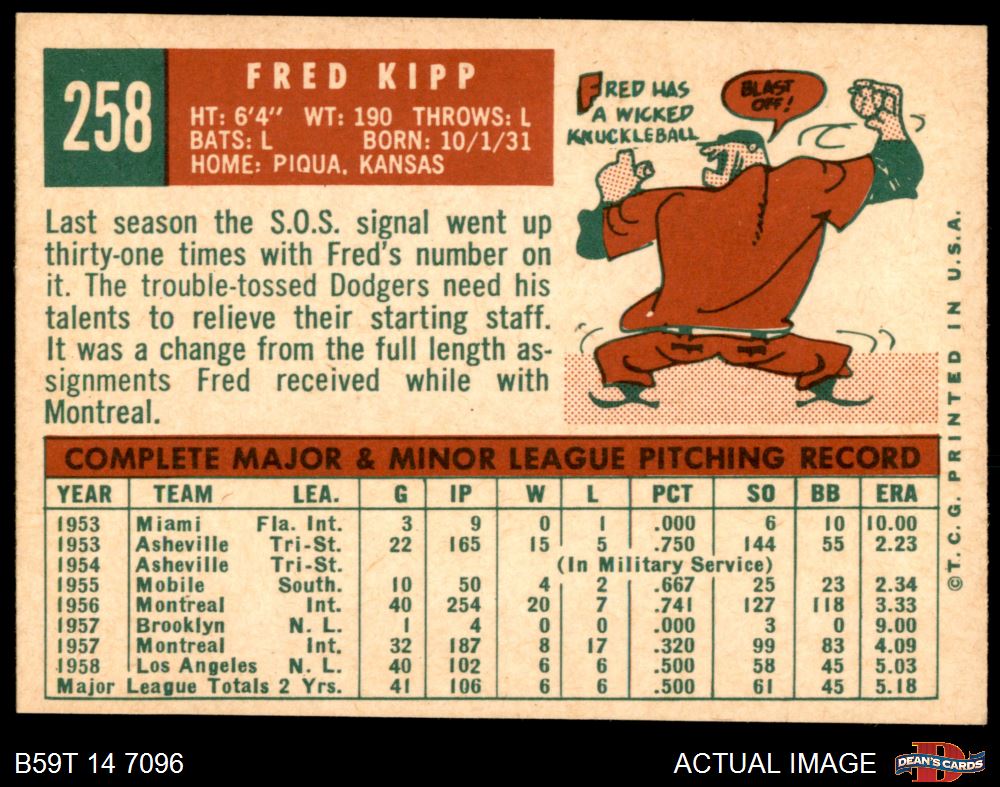 258
FRED KIPP
HT: 6'4" WT: 190 THROWS: L
BATS: L BORN: 10/1/31
HOME: PIQUA, KANSAS
Last season the S.O.S. signal went up
thirty-one times with Fred's number on
it. The trouble-tossed Dodgers need his
talents to relieve their starting staff.
It was a change from the full length as-
signments Fred received while with
Montreal.
FRED HAS
A WICKED
KNUCKLEBALL
BLAST
OFF!
COMPLETE MAJOR & MINOR LEAGUE PITCHING RECORD
YEAR TEAM LEA. G IP W L PCT SO BB ERA
1953 Miami Fla. Int. 3 9 0 1 .000 6 10 10.00
1953 Asheville Tri-St. 22 165 15 5 .750 144 55 2.23
1954 Asheville Tri-St. (In Military Service)
1955 Mobile South. 10 50 4 2 .667 25 23 2.34
1956 Montreal Int. 40 254 20 7 .741 127 118 3.33
1957 Brooklyn N. L. 1 4 0 0 .000 3 0 9.00
1957 Montreal Int. 32 187 8 17 .320 99 83 4.09
1958 Los Angeles N. L. 40 102 6 6 .500 58 45 5.03
Major League Totals 2 Yrs. 41 106 6 6 .500 61 45 5.18
©T. C. G. PRINTED IN U.S.A.
B59T 14 7096
ACTUAL IMAGE
DEAN'S CARDS